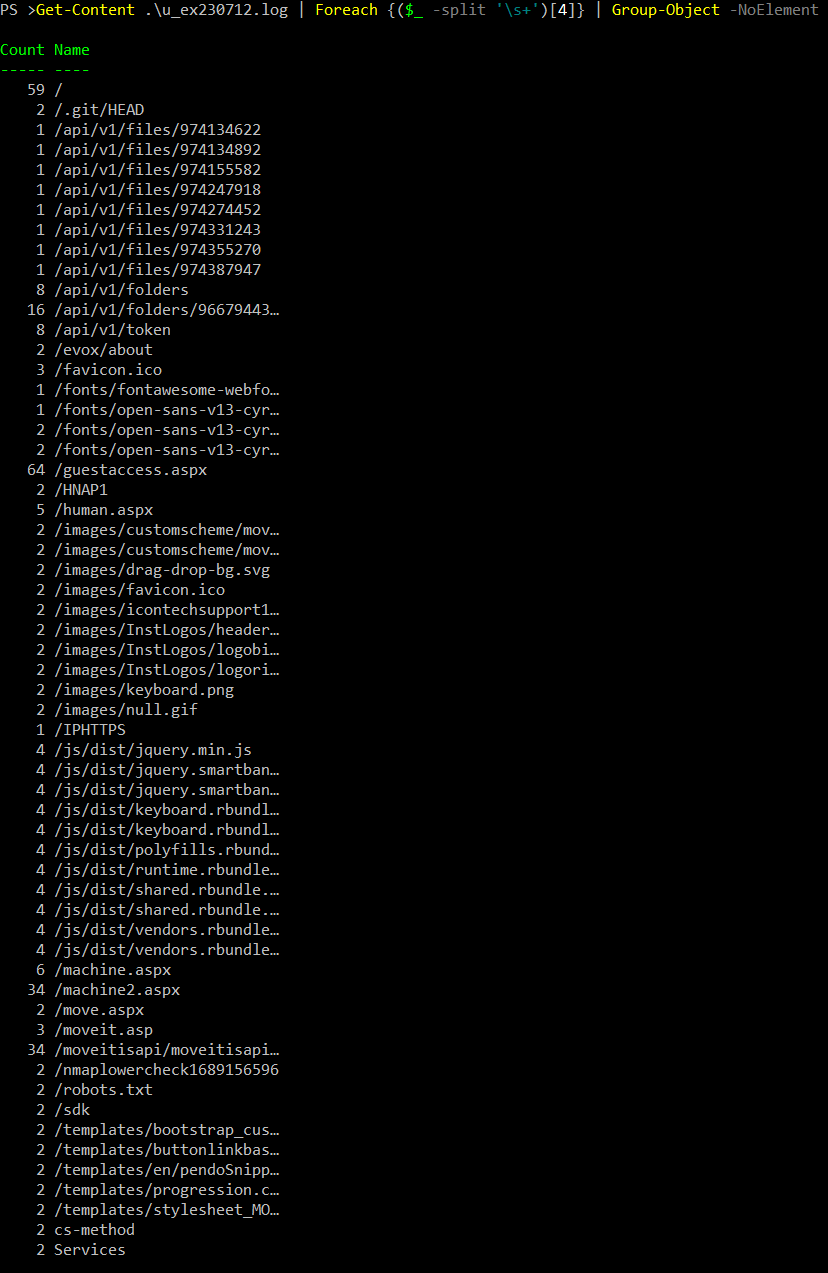 PS >Get-Content .\u_ex230712.log | Foreach {($_ -split '\s+')[4]} | Group-Object -NoElement
Count Name
----- ----
59 /
2 /.git/HEAD
1 /api/v1/files/974134622
1 /api/v1/files/974134892
1 /api/v1/files/974155582
1 /api/v1/files/974247918
1 /api/v1/files/974274452
1 /api/v1/files/974331243
1 /api/v1/files/974355270
1 /api/v1/files/974387947
8 /api/v1/folders
16 /api/v1/folders/96679443…
8 /api/v1/token
2 /evox/about
3 /favicon.ico
1 /fonts/fontawesome-webfo…
1 /fonts/open-sans-v13-cyr…
2 /fonts/open-sans-v13-cyr…
2 /fonts/open-sans-v13-cyr…
64 /guestaccess.aspx
2 /HNAP1
5 /human.aspx
2 /images/customscheme/mov…
2 /images/customscheme/mov…
2 /images/drag-drop-bg.svg
2 /images/favicon.ico
2 /images/icontechsupport1…
2 /images/InstLogos/header…
2 /images/InstLogos/logobi…
2 /images/InstLogos/logori…
2 /images/keyboard.png
2 /images/null.gif
1 /IPHTTPS
4 /js/dist/jquery.min.js
4 /js/dist/jquery.smartban…
4 /js/dist/jquery.smartban…
4 /js/dist/keyboard.rbundl…
4 /js/dist/keyboard.rbundl…
4 /js/dist/polyfills.rbund…
4 /js/dist/runtime.rbundle…
4 /js/dist/shared.rbundle.…
4 /js/dist/shared.rbundle.…
4 /js/dist/vendors.rbundle…
4 /js/dist/vendors.rbundle…
6 /machine.aspx
34 /machine2.aspx
2 /move.aspx
3 /moveit.asp
34 /moveitisapi/moveitisapi…
2 /nmaplowercheck1689156596
2 /robots.txt
2 /sdk
2 /templates/bootstrap_cus…
2 /templates/buttonlinkbas…
2 /templates/en/pendoSnipp…
2 /templates/progression.c…
2 /templates/stylesheet_MO…
2 cs-method
2 Services